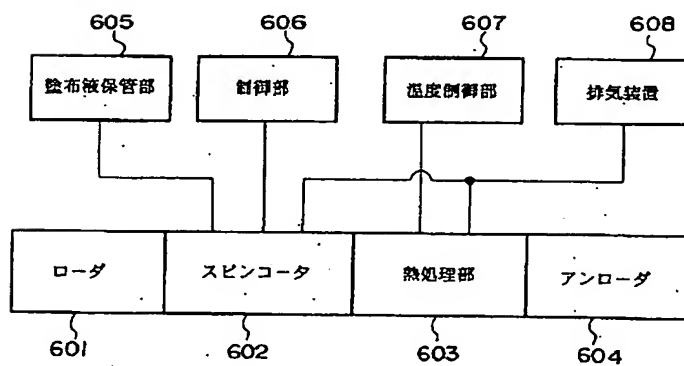 605 606 607 608
塗布液保管部 制御部 温度制御部 排気装置
ローダ スピンコータ 熱処理部 アンローダ
601 602 603 604